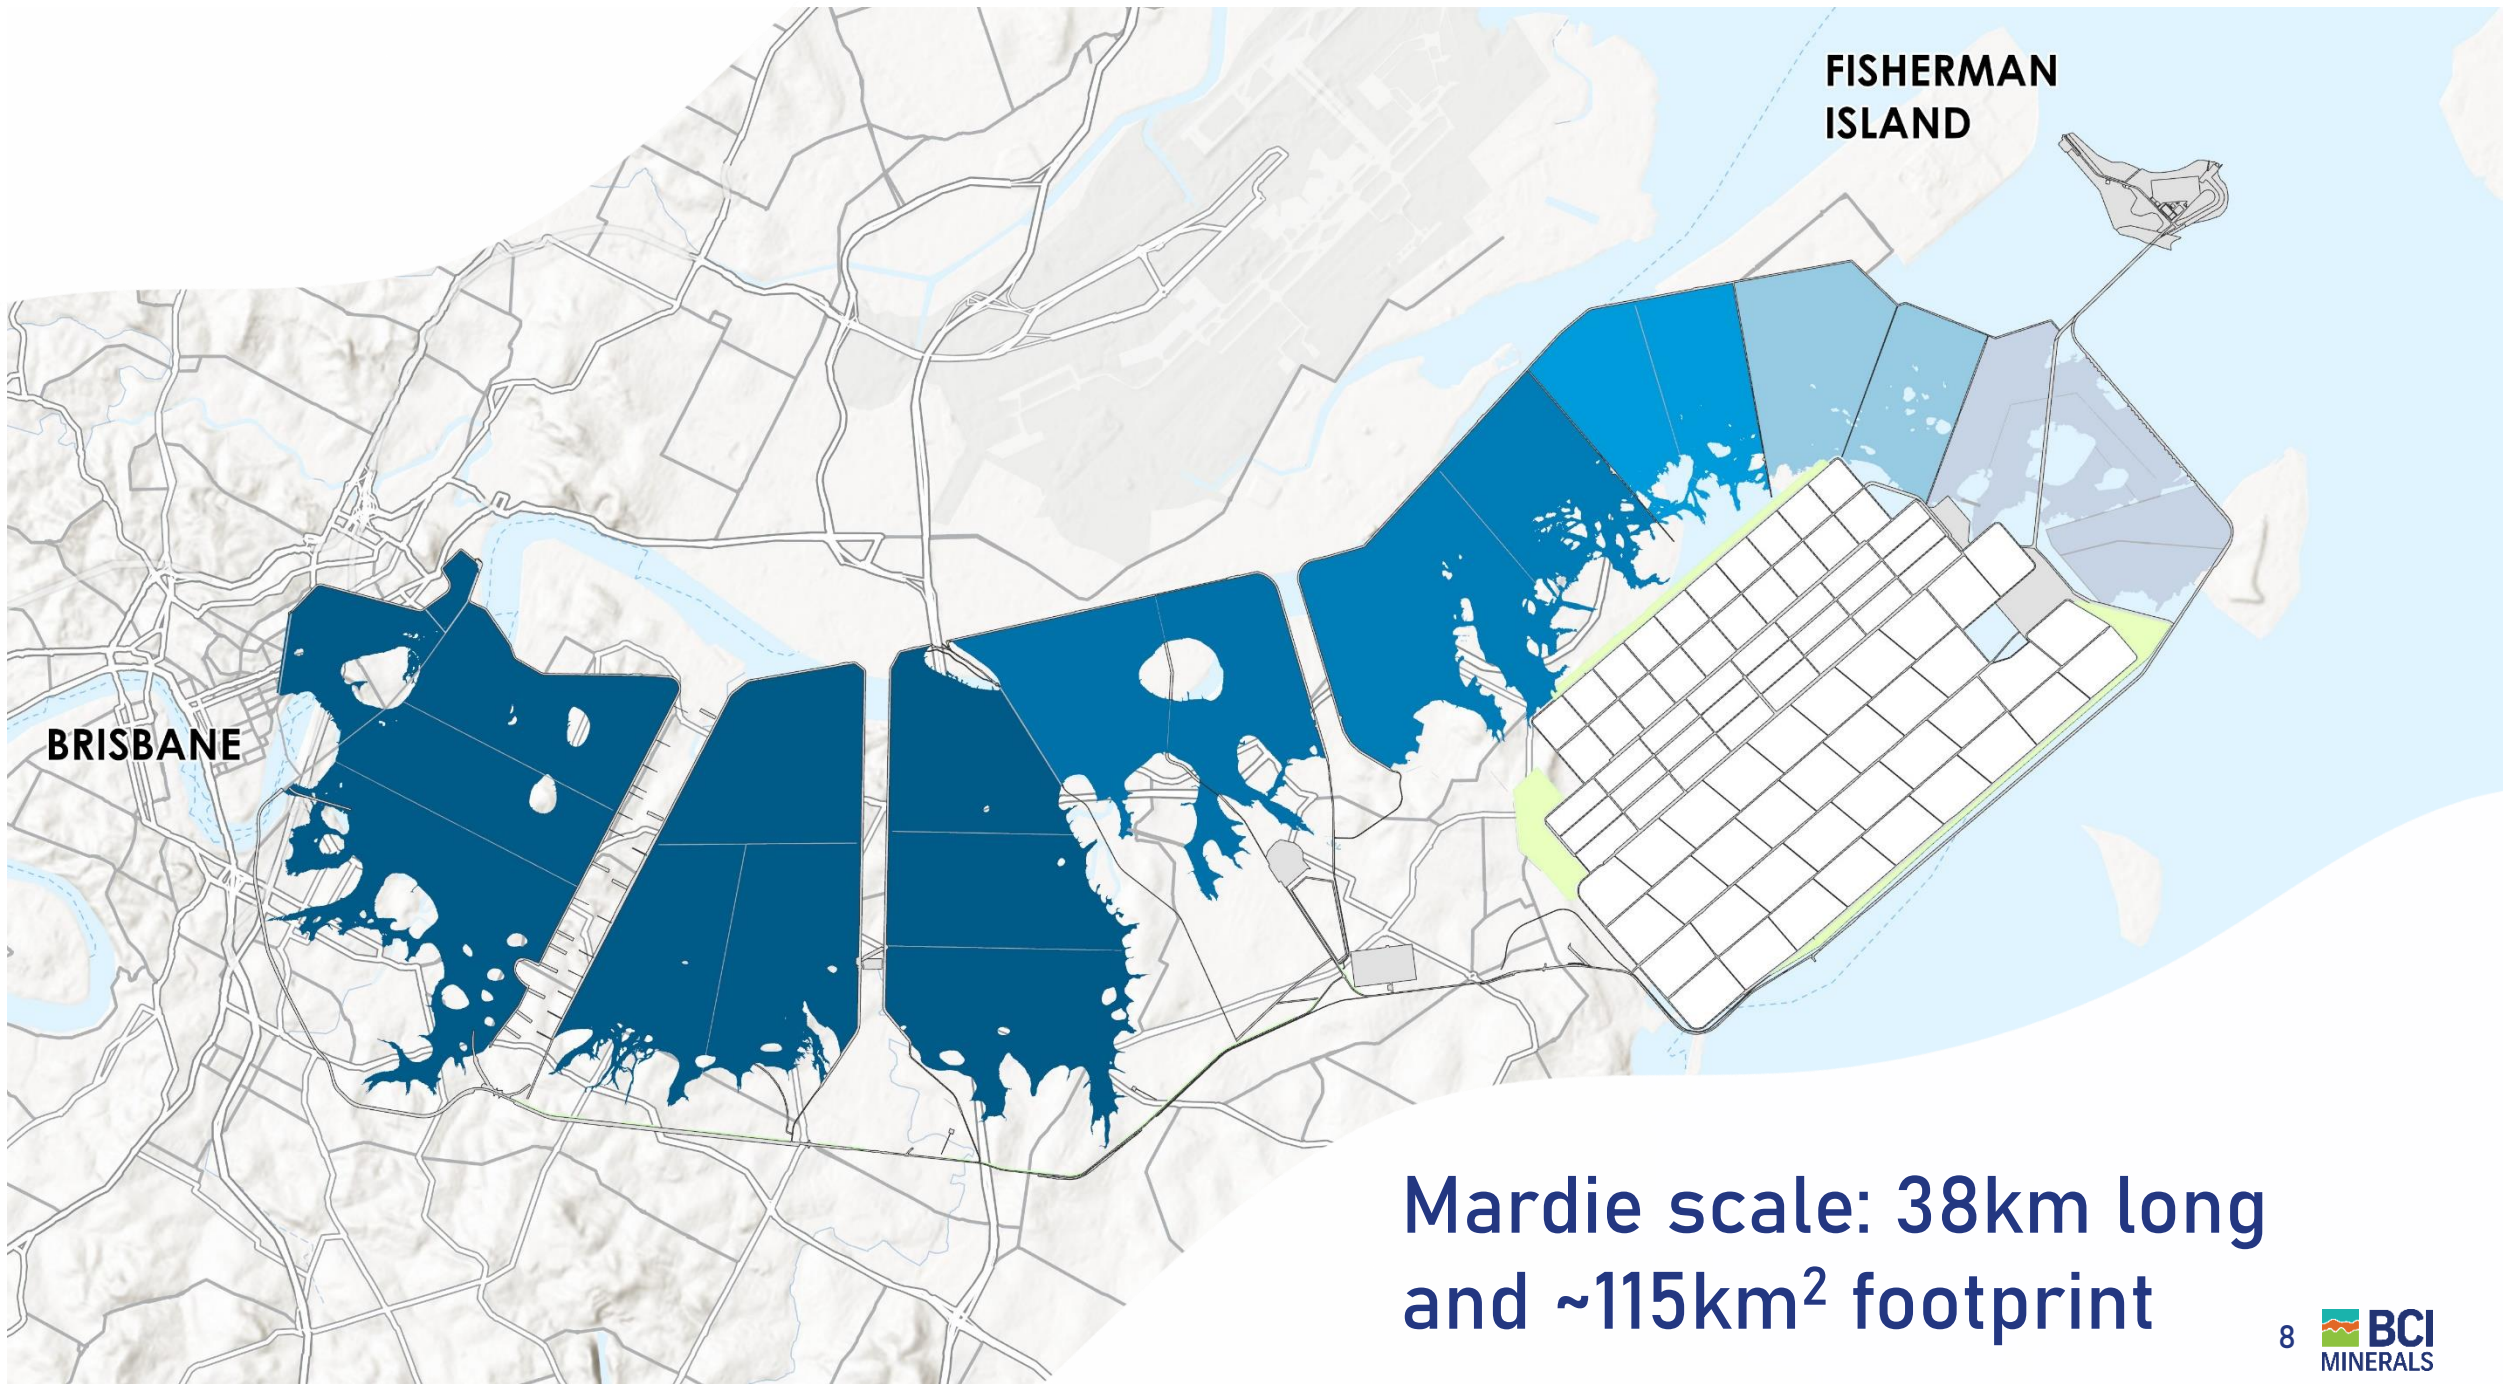 FISHERMAN
ISLAND
BRISBANE
Mardie scale: 38km long
and ~115km² footprint
8
BCI
MINERALS